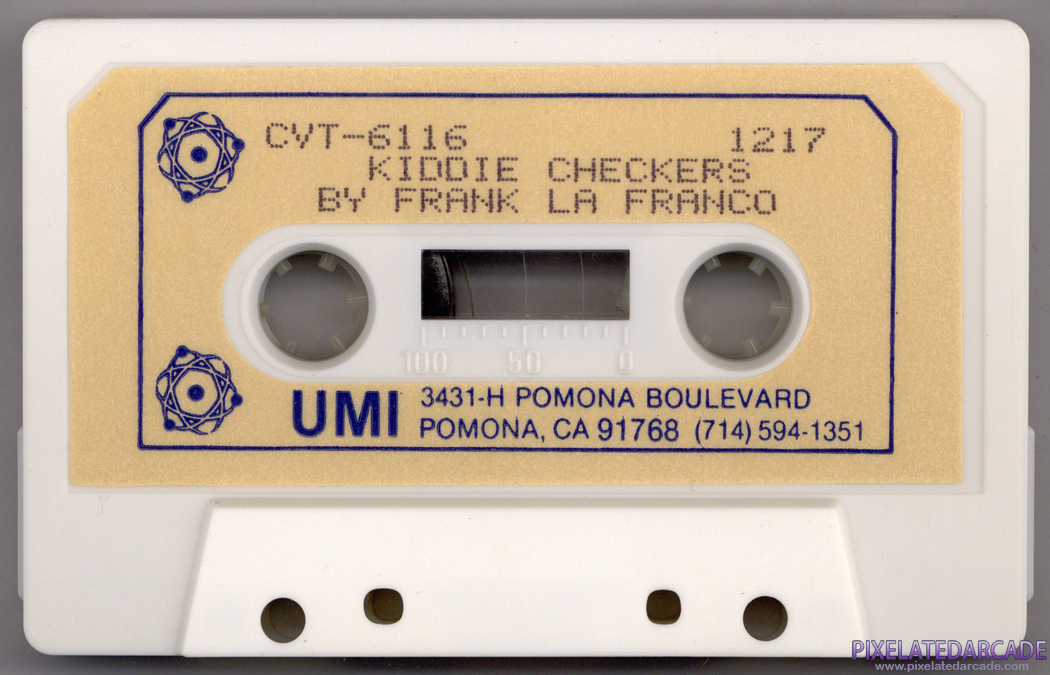 CVT-6116 1217
KIDDIE CHECKERS
BY FRANK LA FRANCO
100 50 0
UMI 3431-H POMONA BOULEVARD
POMONA, CA 91768 (714) 594-1351
PIXELATEDARCADE
www.pixelatedarcade.com